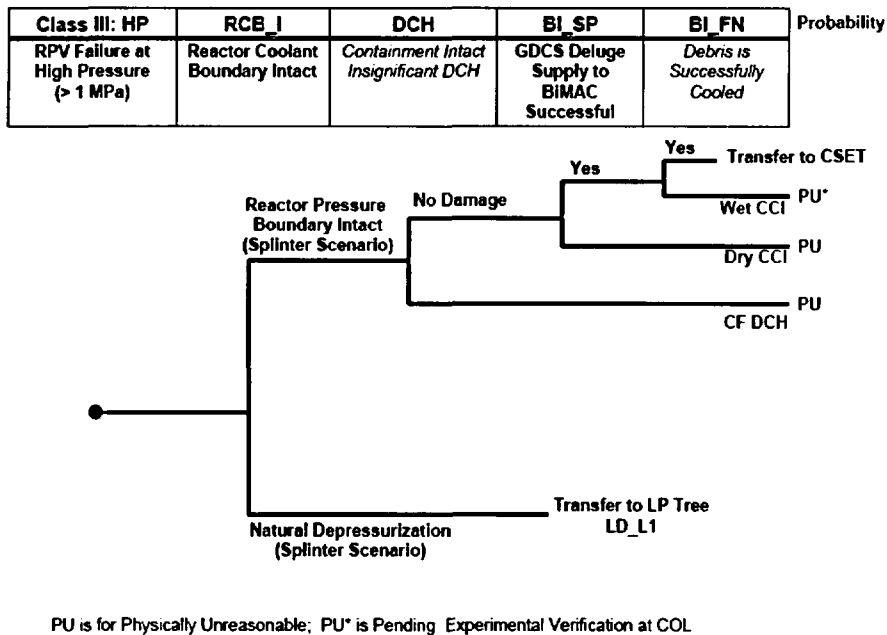 Class III: HP RCB_I DCH BI_SP BI_FN Probability
RPV Failure at
High Pressure
(> 1 MPa)
Reactor Coolant
Boundary Intact
Containment Intact
Insignificant DCH
GDCS Deluge
Supply to
BiMAC
Successful
Debris is
Successfully
Cooled
Yes
Transfer to CSET
Yes
PU*
Wet CCI
No Damage
Reactor Pressure
Boundary Intact
(Splinter Scenario)
PU
Dry CCI
PU
CF DCH
Transfer to LP Tree
LD_L1
Natural Depressurization
(Splinter Scenario)
PU is for Physically Unreasonable; PU* is Pending Experimental Verification at COL